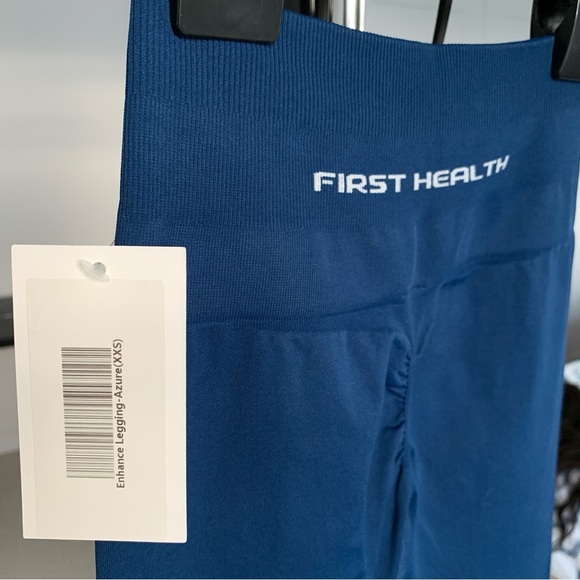 FIRST HEALTH
Enhance Legging-Azure(XXS)